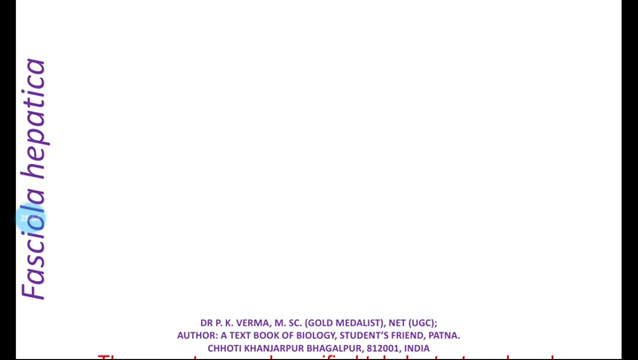 Fasciola hepatica
DR P. K. VERMA, M. SC. (GOLD MEDALIST), NET (UGC);
AUTHOR: A TEXT BOOK OF BIOLOGY, STUDENT'S FRIEND, PATNA.
CHHOTI KHANJARPUR BHAGALPUR, 812001, INDIA